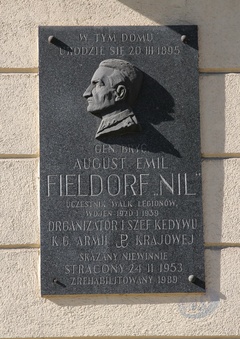 W TYM DOMU
URODZIŁ SIĘ 20 III 1895
GEN. BRYG.
AUGUST EMIL
FIELDORF „NIL”
UCZESTNIK WALK LEGIONÓW,
WOJEN 1920 I 1939
ORGANIZATOR I SZEF KEDYWU
K.G. ARMII KRAJOWEJ
SKAZANY NIEWINNIE
STRACONY 24 II 1953
ZREHABILITOWANY 1989